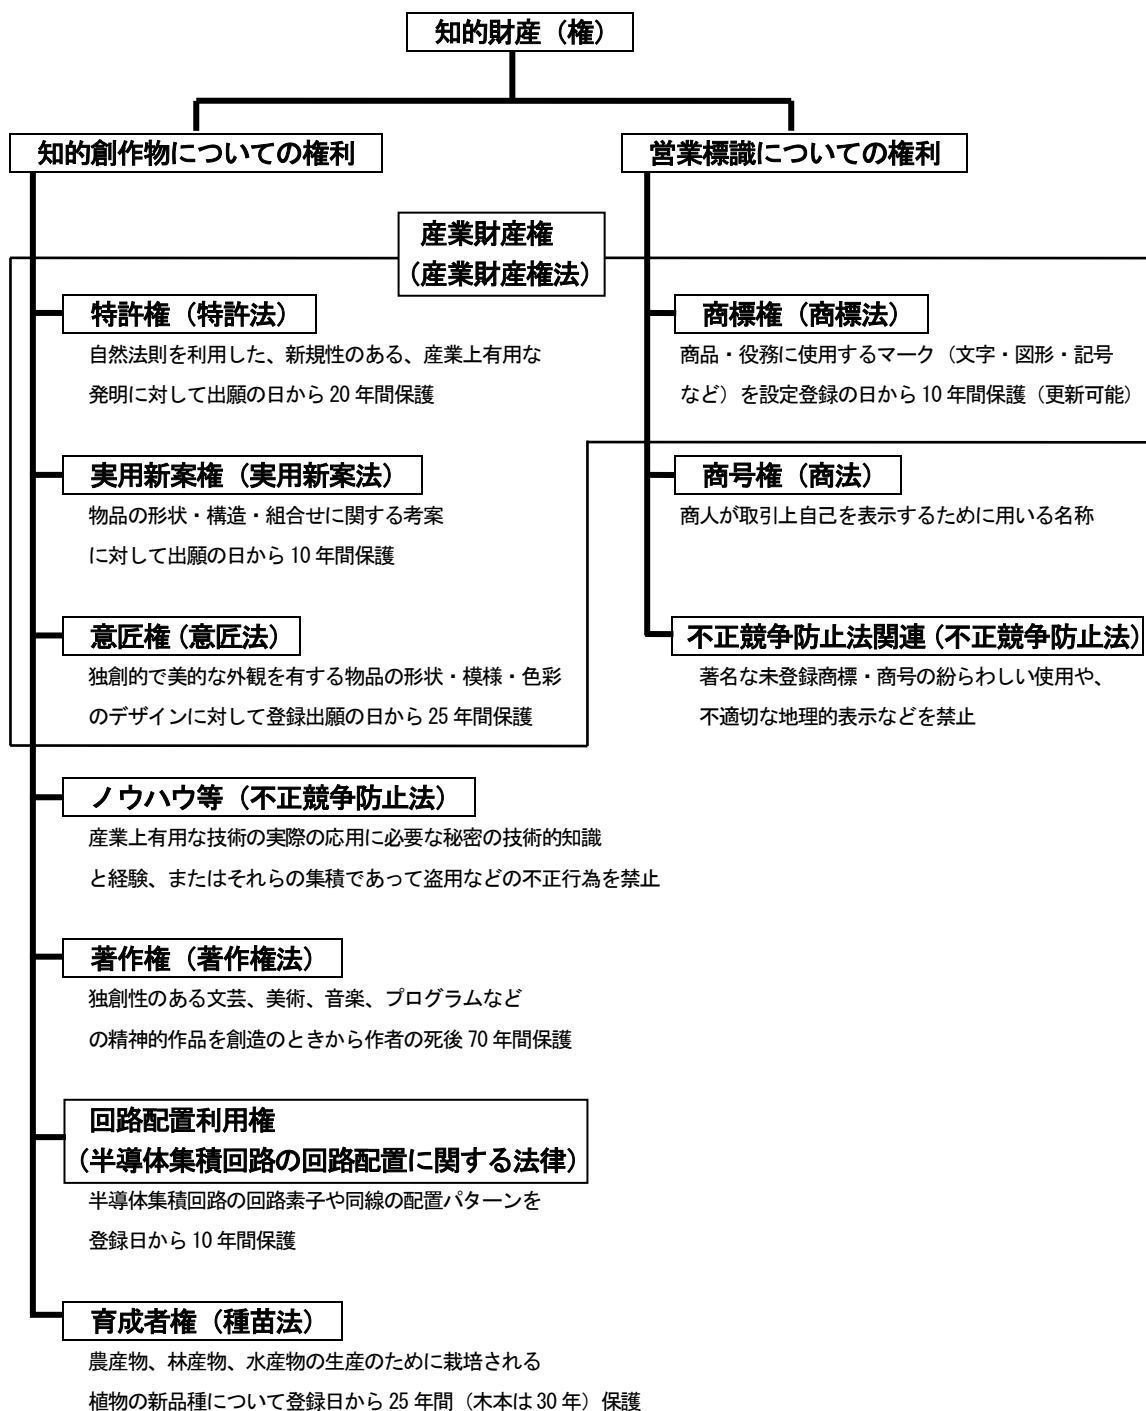 知的財産（権）
知的創作物についての権利
営業標識についての権利
産業財産権
（産業財産権法）
特許権（特許法）
自然法則を利用した、新規性のある、産業上有用な
発明に対して出願の日から 20 年間保護
実用新案権（実用新案法）
物品の形状・構造・組合せに関する考案
に対して出願の日から 10 年間保護
意匠権（意匠法）
独創的で美的な外観を有する物品の形状・模様・色彩
のデザインに対して登録出願の日から 25 年間保護
ノウハウ等（不正競争防止法）
産業上有用な技術の実際の応用に必要な秘密の技術的知識
と経験、またはそれらの集積であって盗用などの不正行為を禁止
著作権（著作権法）
独創性のある文芸、美術、音楽、プログラムなど
の精神的作品を創造のときから作者の死後 70 年間保護
回路配置利用権
（半導体集積回路の回路配置に関する法律）
半導体集積回路の回路素子や同線の配置パターンを
登録日から 10 年間保護
育成者権（種苗法）
農産物、林産物、水産物の生産のために栽培される
植物の新品種について登録日から 25 年間（木本は 30 年）保護
商標権（商標法）
商品・役務に使用するマーク（文字・図形・記号
など）を設定登録の日から 10 年間保護（更新可能）
商号権（商法）
商人が取引上自己を表示するために用いる名称
不正競争防止法関連（不正競争防止法）
著名な未登録商標・商号の紛らわしい使用や、
不適切な地理的表示などを禁止